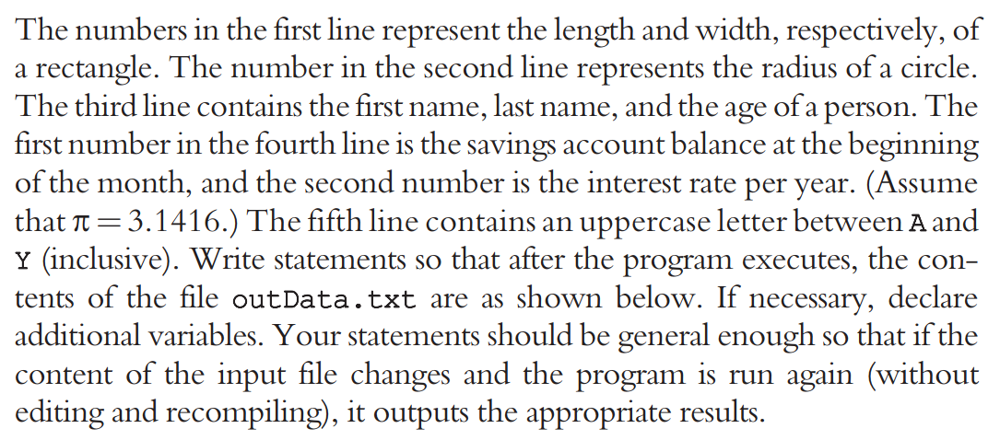 The numbers in the first line represent the length and width, respectively, of
a rectangle. The number in the second line represents the radius of a circle.
The third line contains the first name, last name, and the age of a person. The
first number in the fourth line is the savings account balance at the beginning
of the month, and the second number is the interest rate per year. (Assume
that π = 3.1416.) The fifth line contains an uppercase letter between A and
Y (inclusive). Write statements so that after the program executes, the con-
tents of the file outData.txt are as shown below. If necessary, declare
additional variables. Your statements should be general enough so that if the
content of the input file changes and the program is run again (without
editing and recompiling), it outputs the appropriate results.